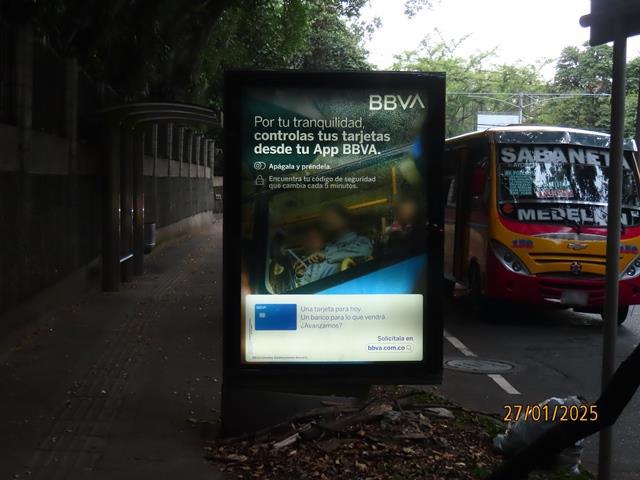 BBVA
Por tu tranquilidad,
controlas tus tarjetas
desde tu App BBVA.
Apágala y préndela.
Encuentra tu código de seguridad
que cambia cada 5 minutos.
BBVA
Una tarjeta para hoy.
Un banco para lo que vendrá.
¿Avanzamos?
Solicítala en
bbva.com.co
SABANET
MEDELLIN
27/01/2025